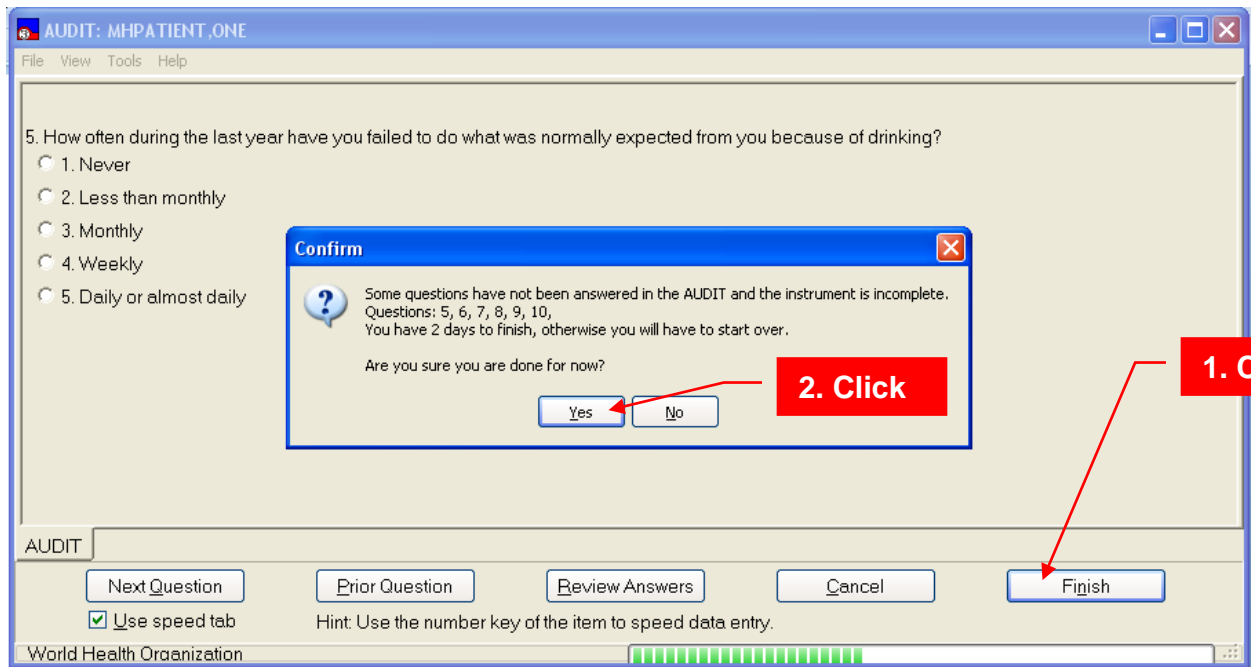 AUDIT: MHPATIENT,ONE
File View Tools Help
5. How often during the last year have you failed to do what was normally expected from you because of drinking?
1. Never
2. Less than monthly
3. Monthly
4. Weekly
5. Daily or almost daily
Confirm
Some questions have not been answered in the AUDIT and the instrument is incomplete.
Questions: 5, 6, 7, 8, 9, 10,
You have 2 days to finish, otherwise you will have to start over.
Are you sure you are done for now?
Yes No
2. Click
1.
AUDIT
Next Question Prior Question Review Answers Cancel Finish
Use speed tab Hint: Use the number key of the item to speed data entry.
World Health Organization